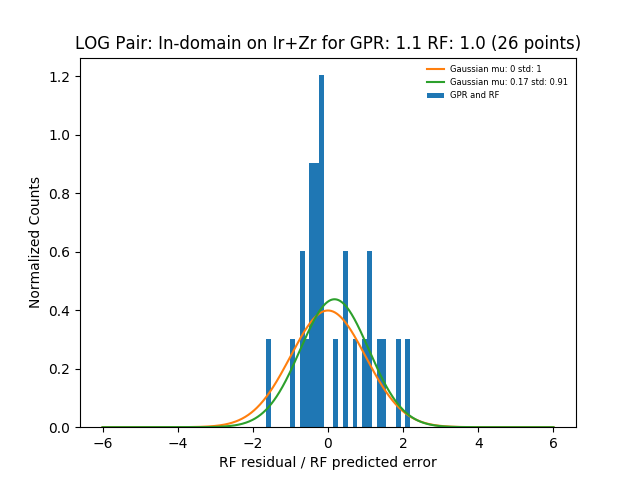 LOG Pair: In-domain on Ir+Zr for GPR: 1.1 RF: 1.0 (26 points)
Gaussian mu: 0 std: 1
Gaussian mu: 0.17 std: 0.91
GPR and RF
Normalized Counts
1.2
1.0
0.8
0.6
0.4
0.2
0.0
−6 −4 −2 0 2 4 6
RF residual / RF predicted error